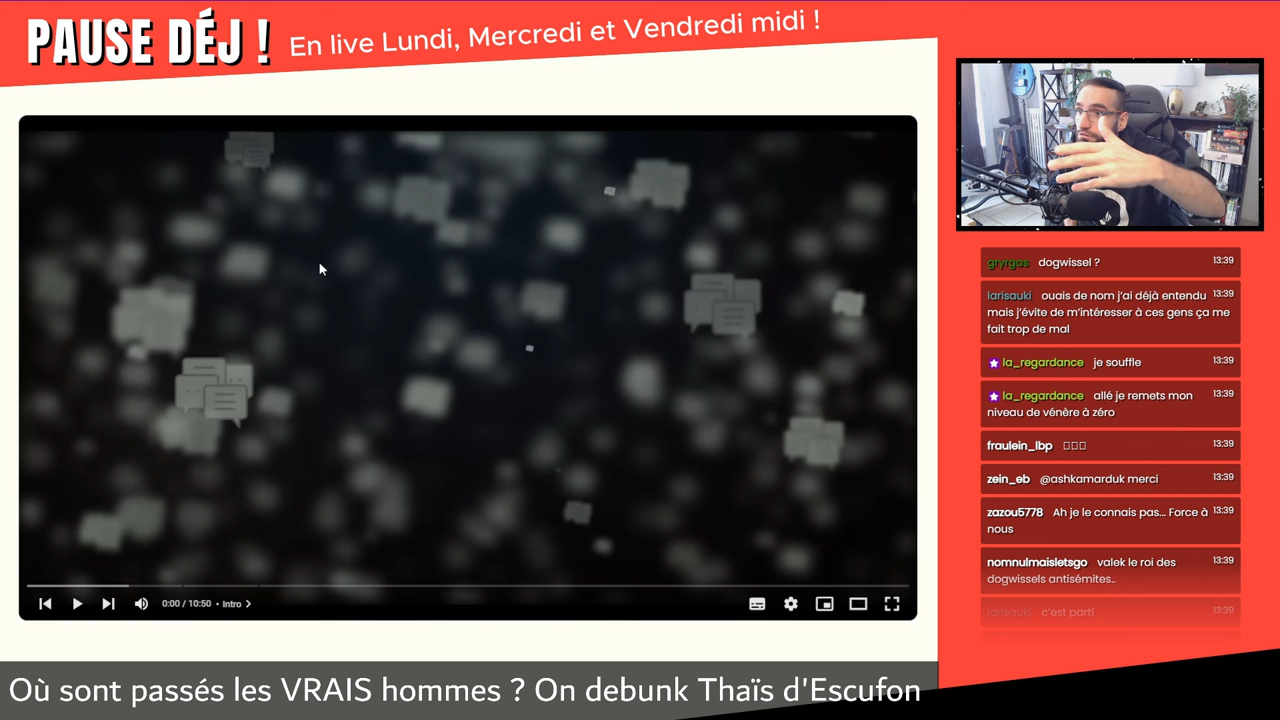 PAUSE DÉJ !
En live Lundi, Mercredi et Vendredi midi !
gryrgas dogwissel ? 13:39
larisauki ouais de nom j'ai déjà entendu 13:39
mais j'évite de m'intéresser à ces gens ça me
fait trop de mal
la_regardance je souffle 13:39
la_regardance allé je remets mon 13:39
niveau de vénère à zéro
fraulein_lbp 13:39
zein_eb @ashkamarduk merci 13:39
zazou5778 Ah je le connais pas... Force à 13:39
nous
nomnulmaisletsgo valek le roi des 13:39
dogwissels antisémites..
larisauki c'est parti 13:39
0:00 / 10:50 • Intro
Où sont passés les VRAIS hommes ? On debunk Thaïs d'Escufon